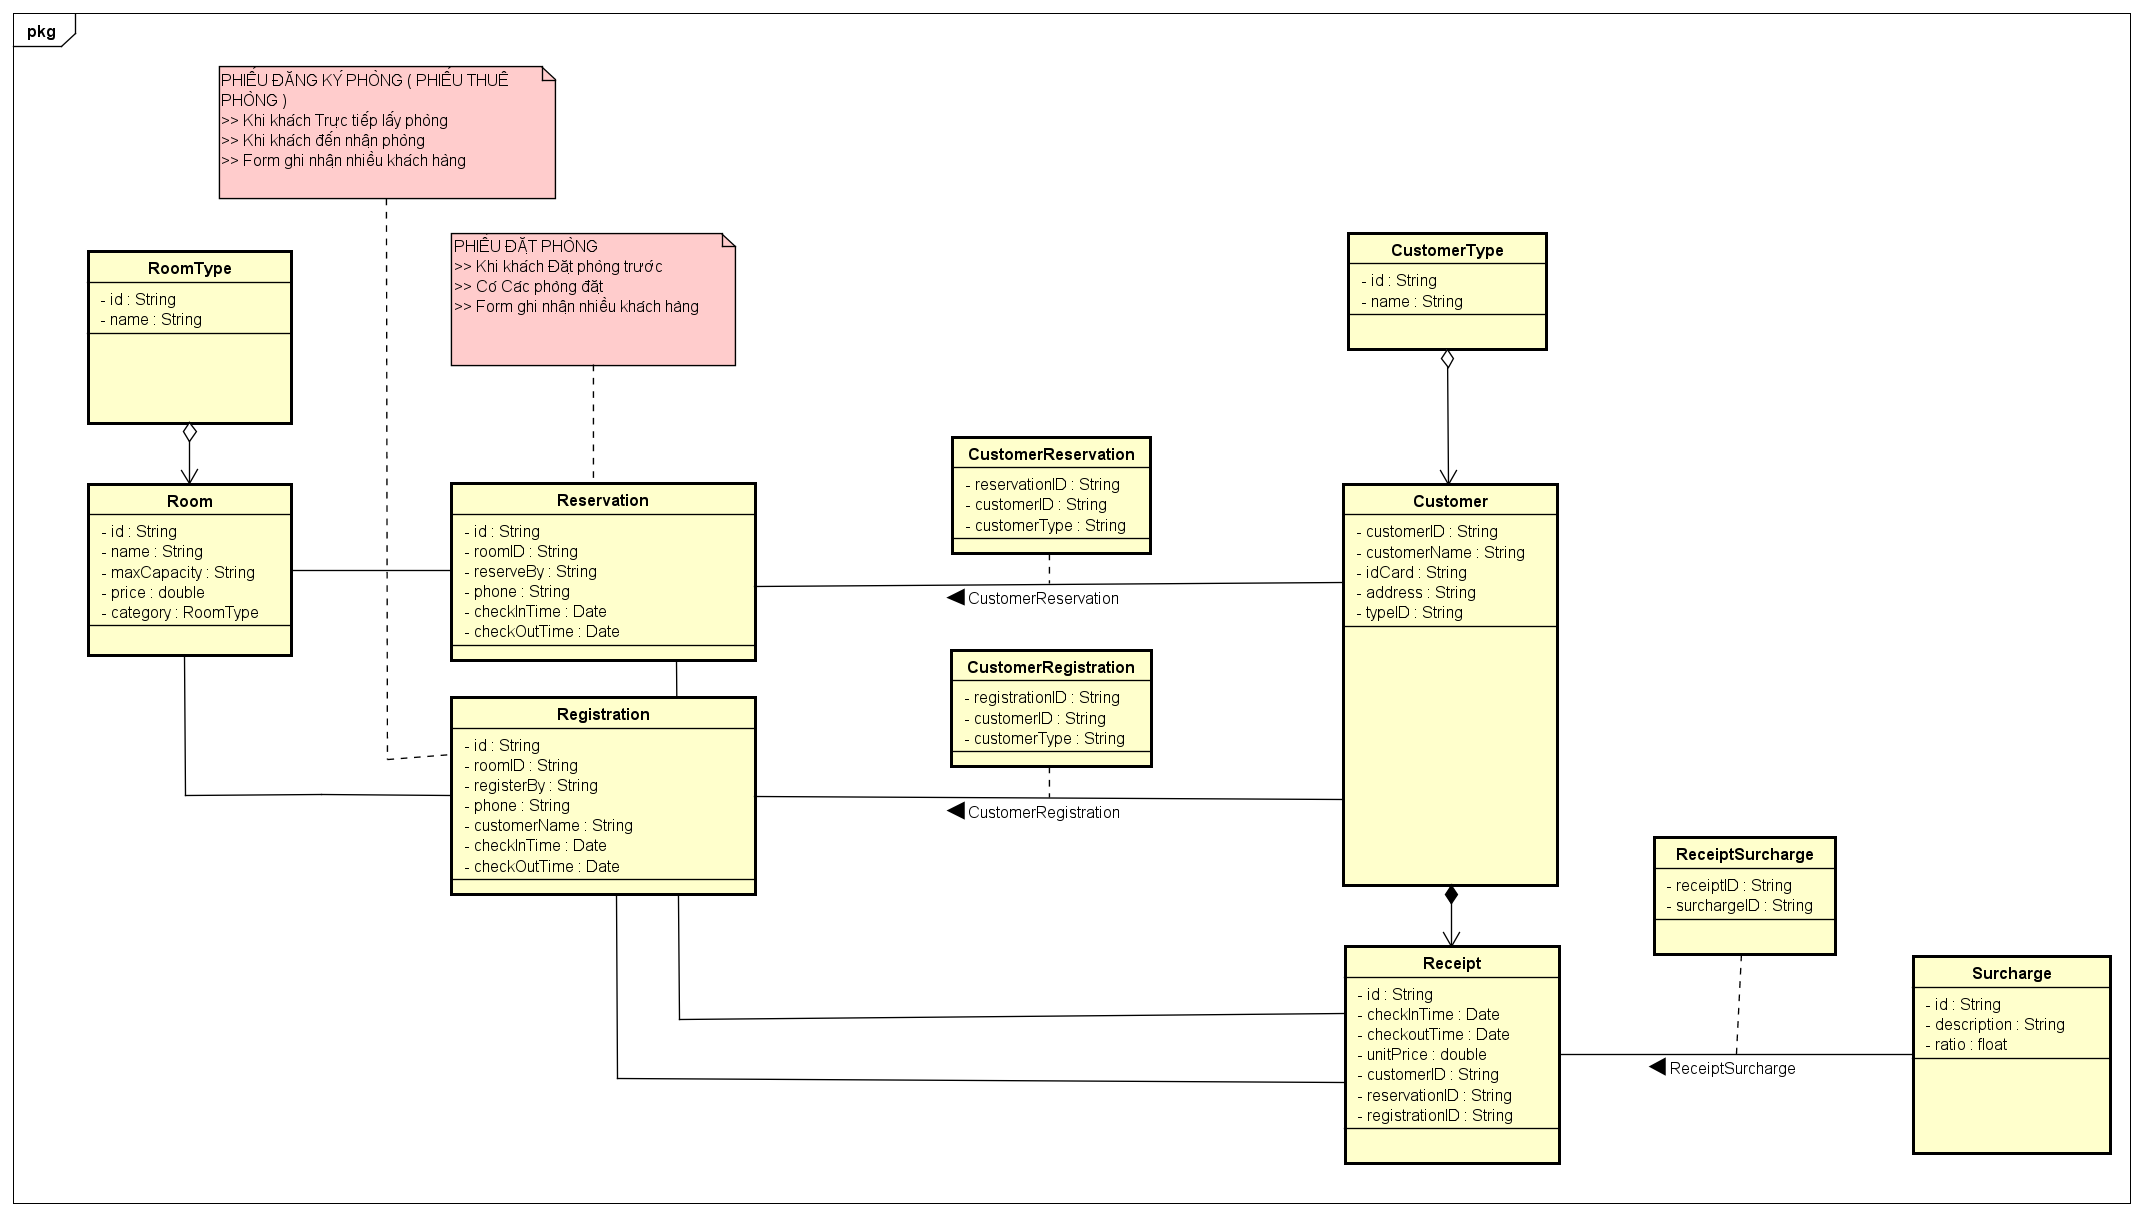 pkg
PHIẾU ĐĂNG KÝ PHÒNG ( PHIẾU THUÊ
PHÒNG )
>> Khi khách Trực tiếp lấy phòng
>> Khi khách đến nhận phòng
>> Form ghi nhận nhiều khách hàng
PHIẾU ĐẶT PHÒNG
>> Khi khách Đặt phòng trước
>> Có Các phòng đặt
>> Form ghi nhận nhiều khách hàng
RoomType
- id : String
- name : String
CustomerType
- id : String
- name : String
Room
- id : String
- name : String
- maxCapacity : String
- price : double
- category : RoomType
Reservation
- id : String
- roomID : String
- reserveBy : String
- phone : String
- checkInTime : Date
- checkOutTime : Date
CustomerReservation
- reservationID : String
- customerID : String
- customerType : String
CustomerReservation
Customer
- customerID : String
- customerName : String
- idCard : String
- address : String
- typeID : String
Registration
- id : String
- roomID : String
- registerBy : String
- phone : String
- customerName : String
- checkInTime : Date
- checkOutTime : Date
CustomerRegistration
- registrationID : String
- customerID : String
- customerType : String
CustomerRegistration
ReceiptSurcharge
- receiptID : String
- surchargeID : String
Receipt
- id : String
- checkInTime : Date
- checkoutTime : Date
- unitPrice : double
- customerID : String
- reservationID : String
- registrationID : String
ReceiptSurcharge
Surcharge
- id : String
- description : String
- ratio : float